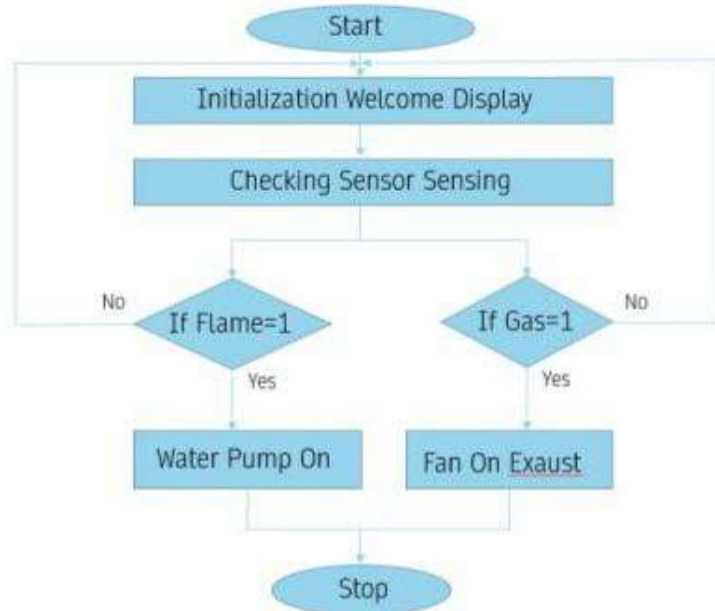 Start
Initialization Welcome Display
Checking Sensor Sensing
No
If Flame=1
If Gas=1
No
Yes
Yes
Water Pump On
Fan On Exaust
Stop